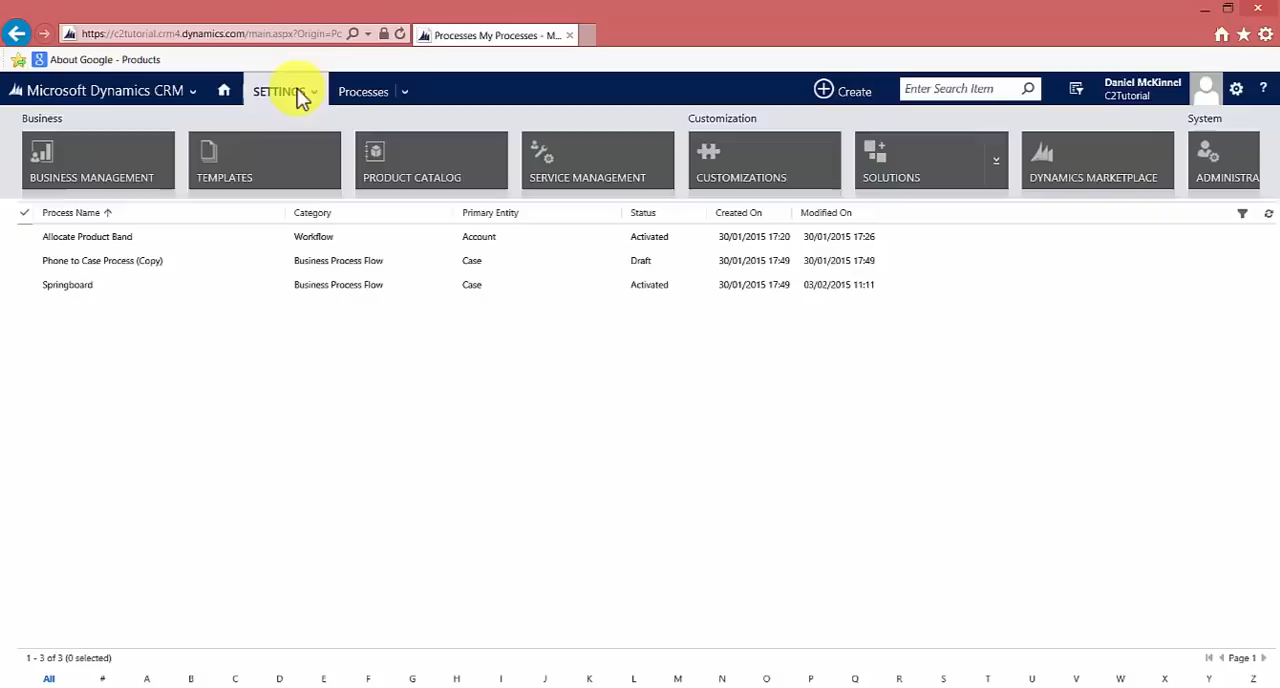 https://c2tutorial.crm4.dynamics.com/main.aspx?Origin=Pc
Processes My Processes - M...
About Google - Products
Microsoft Dynamics CRM
SETTINGS
Processes
Create
Enter Search Item
Daniel McKinnel
C2Tutorial
?
Business
Customization
System
BUSINESS MANAGEMENT
TEMPLATES
PRODUCT CATALOG
SERVICE MANAGEMENT
CUSTOMIZATIONS
SOLUTIONS
DYNAMICS MARKETPLACE
ADMINISTRA
Process Name Category Primary Entity Status Created On Modified On
Allocate Product Band Workflow Account Activated 30/01/2015 17:20 30/01/2015 17:26
Phone to Case Process (Copy) Business Process Flow Case Draft 30/01/2015 17:49 30/01/2015 17:49
Springboard Business Process Flow Case Activated 30/01/2015 17:49 03/02/2015 11:11
1 - 3 of 3 (0 selected)
Page 1
All # A B C D E F G H I J K L M N O P Q R S T U V W X Y Z